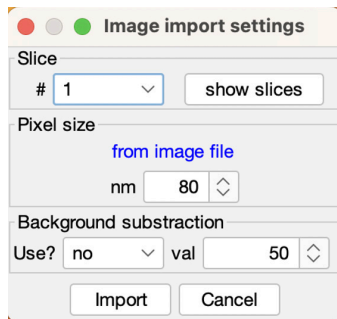 Image import settings
Slice
# 1 show slices
Pixel size
from image file
nm 80
Background substraction
Use? no val 50
Import Cancel